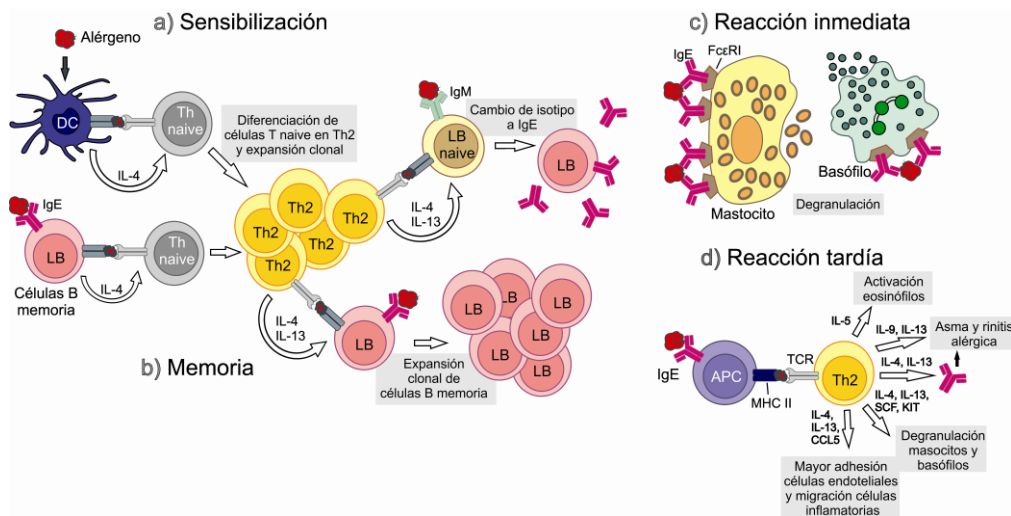 a) Sensibilización
Alérgeno
DC
Th
naive
IL-4
Diferenciación de
células T naive en Th2
y expansión clonal
IgM
LB
naive
Cambio de isotipo
a IgE
LB
IL-4
IL-13
Th2
Th2
Th2
Th2
Th2
IgE
LB
Células B
memoria
IL-4
Th
naive
IL-4
IL-13
LB
b) Memoria
Expansión
clonal de
células B memoria
LB
LB
LB
LB
LB
LB
LB
LB
c) Reacción inmediata
IgE
FcεRI
Mastocito
Basófilo
Degranulación
d) Reacción tardía
Activación
eosinófilos
IL-5
IL-9, IL-13
Asma y rinitis
alérgica
IgE
APC
MHC II
TCR
Th2
IL-4, IL-13
IL-4, IL-13,
SCF, KIT
IL-4,
IL-13,
CCL5
Degranulación
masocitos y
basófilos
Mayor adhesión
células endoteliales
y migración células
inflamatorias